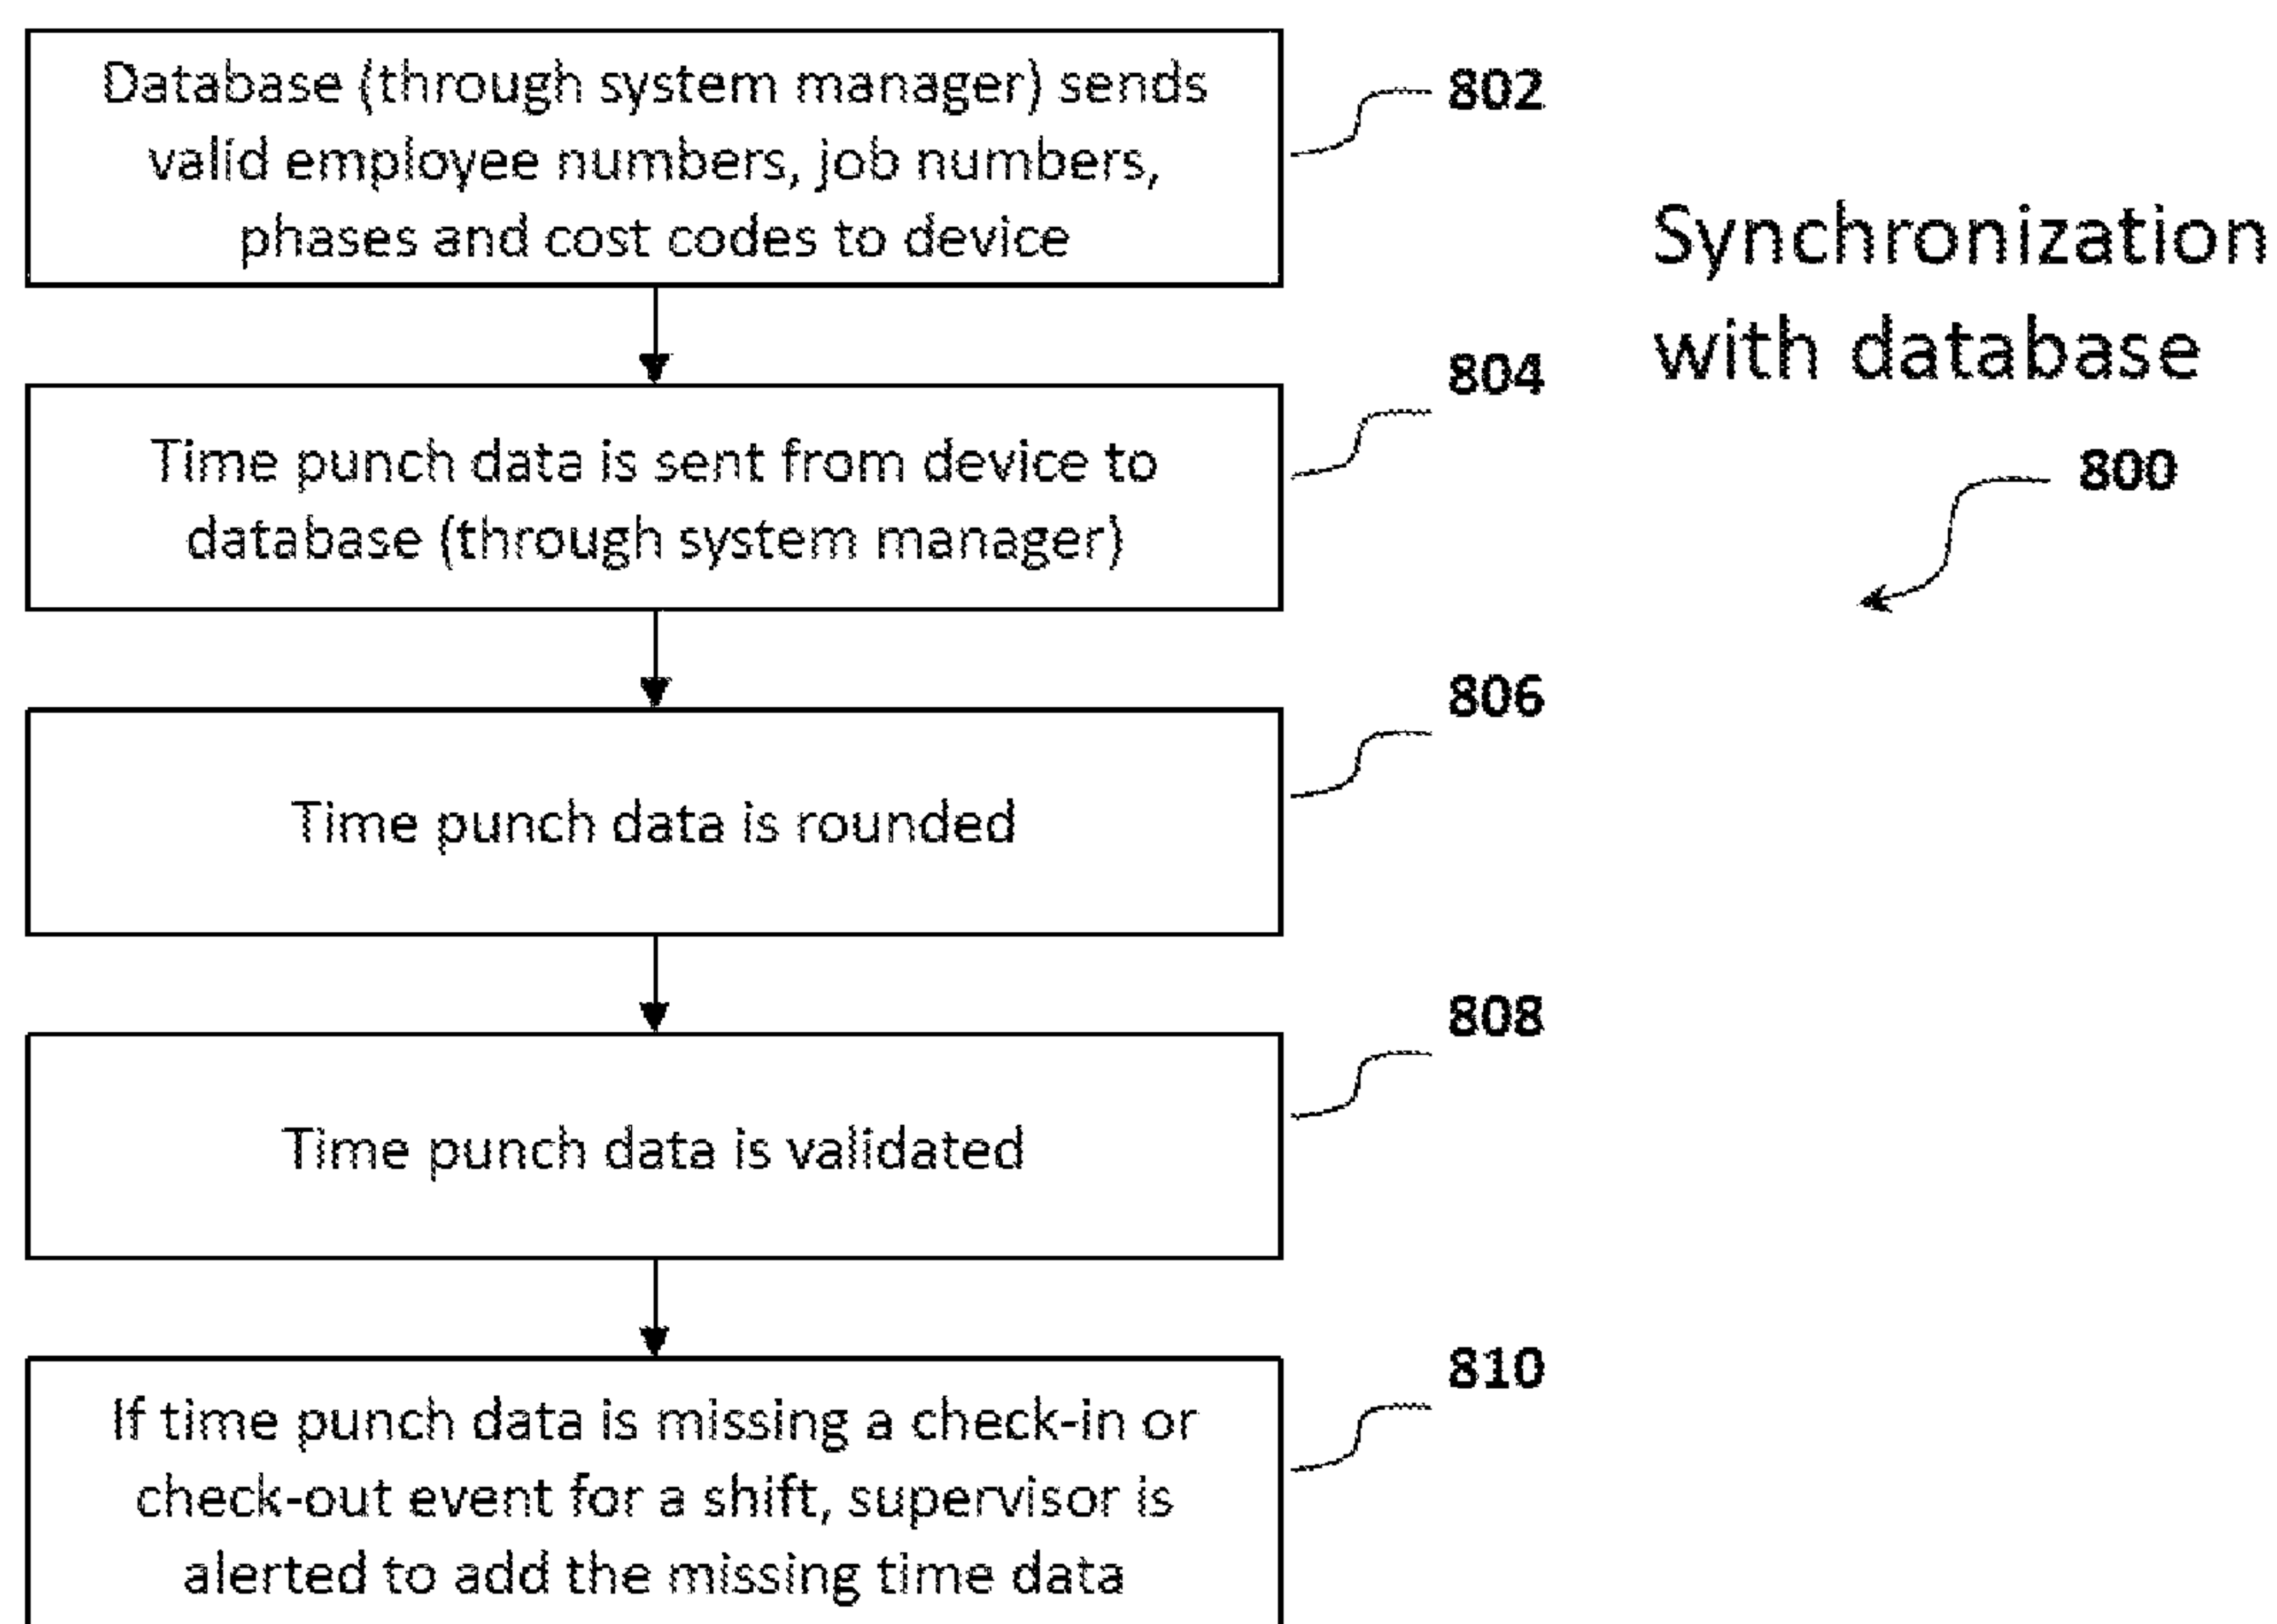 Database (through system manager) sends
valid employee numbers, job numbers,
phases and cost codes to device
802
Synchronization
with database
800
Time punch data is sent from device to
database (through system manager)
804
Time punch data is rounded
806
Time punch data is validated
808
If time punch data is missing a check-in or
check-out event for a shift, supervisor is
alerted to add the missing time data
810